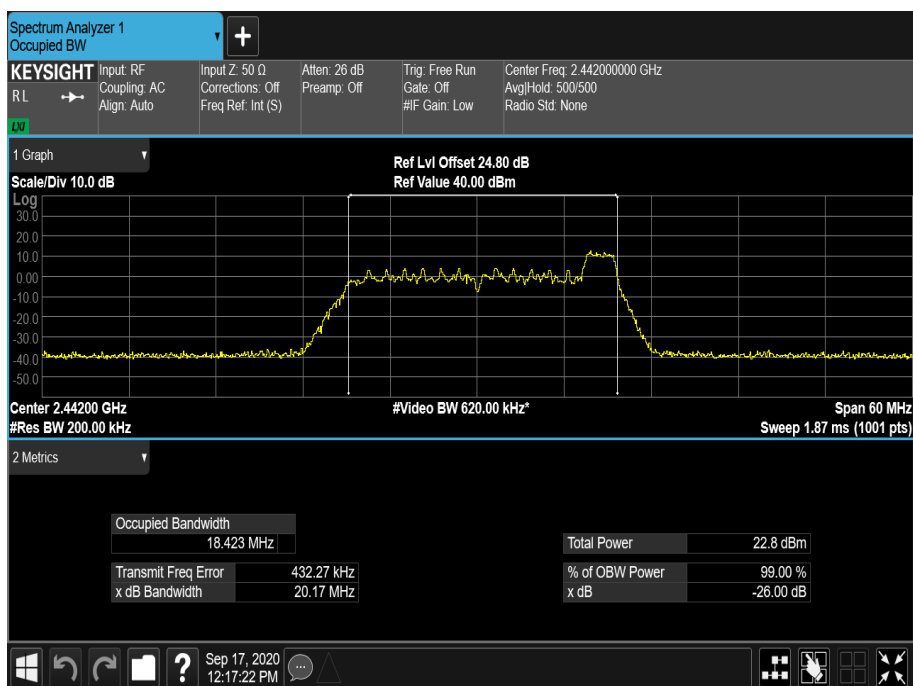 Spectrum Analyzer 1
Occupied BW
KEYSIGHT Input: RF Input Z: 50 Ω Atten: 26 dB Trig: Free Run Center Freq: 2.442000000 GHz
RL Coupling: AC Corrections: Off Preamp: Off Gate: Off Avg|Hold: 500/500
Align: Auto Freq Ref: Int (S) #IF Gain: Low Radio Std: None
LXI
1 Graph
Ref Lvl Offset 24.80 dB
Scale/Div 10.0 dB Ref Value 40.00 dBm
Log
30.0
20.0
10.0
0.00
-10.0
-20.0
-30.0
-40.0
-50.0
Center 2.44200 GHz #Video BW 620.00 kHz* Span 60 MHz
#Res BW 200.00 kHz Sweep 1.87 ms (1001 pts)
2 Metrics
Occupied Bandwidth
18.423 MHz Total Power 22.8 dBm
Transmit Freq Error 432.27 kHz % of OBW Power 99.00 %
x dB Bandwidth 20.17 MHz x dB -26.00 dB
? Sep 17, 2020
12:17:22 PM